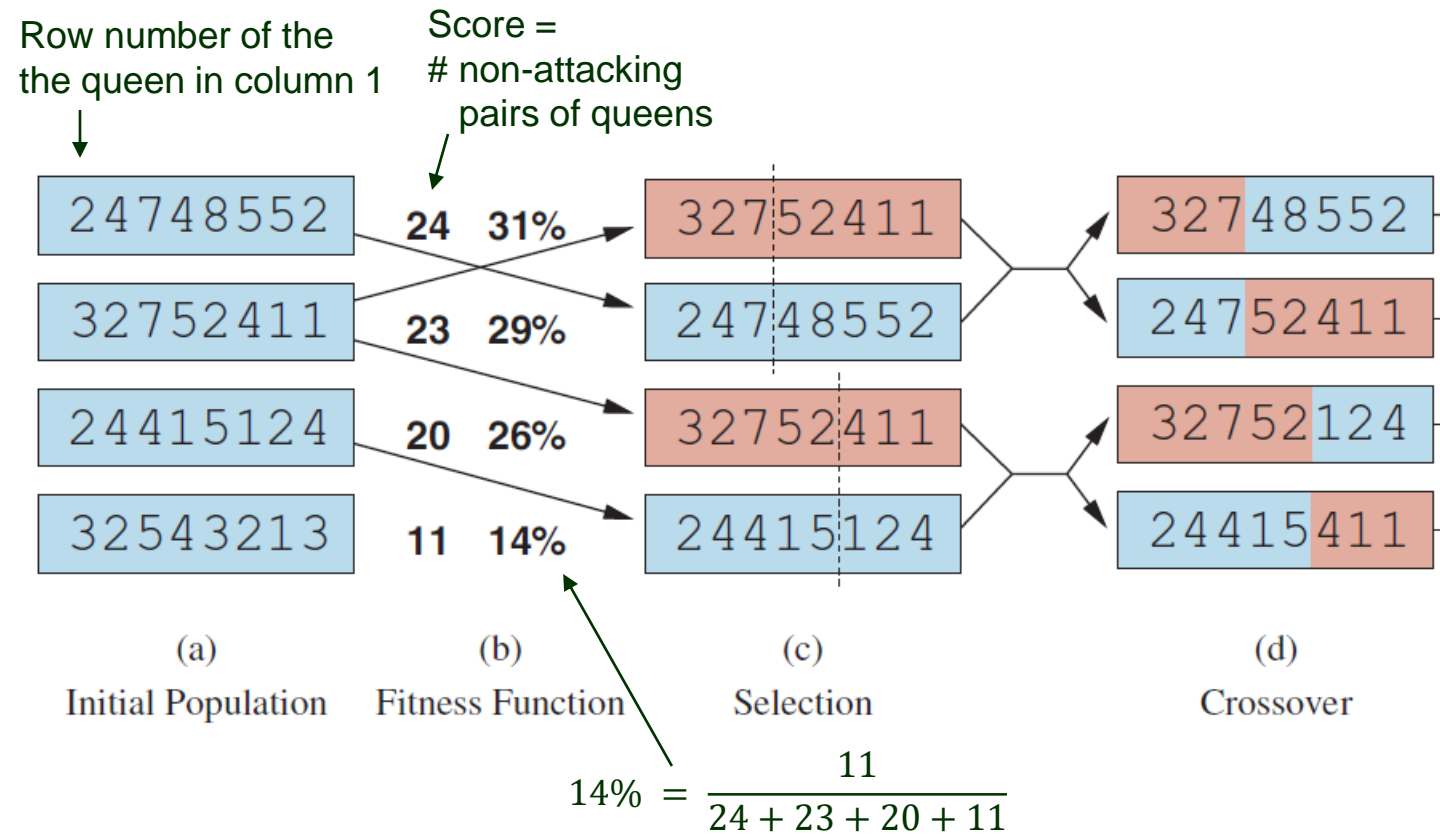 Row number of the
the queen in column 1
Score =
# non-attacking
pairs of queens
24748552
32752411
24415124
32543213
24 31%
23 29%
20 26%
11 14%
32752411
24748552
32752411
24415124
32748552
24752411
32752124
24415411
(a)
Initial Population
(b)
Fitness Function
(c)
Selection
(d)
Crossover
14% = 11
24 + 23 + 20 + 11